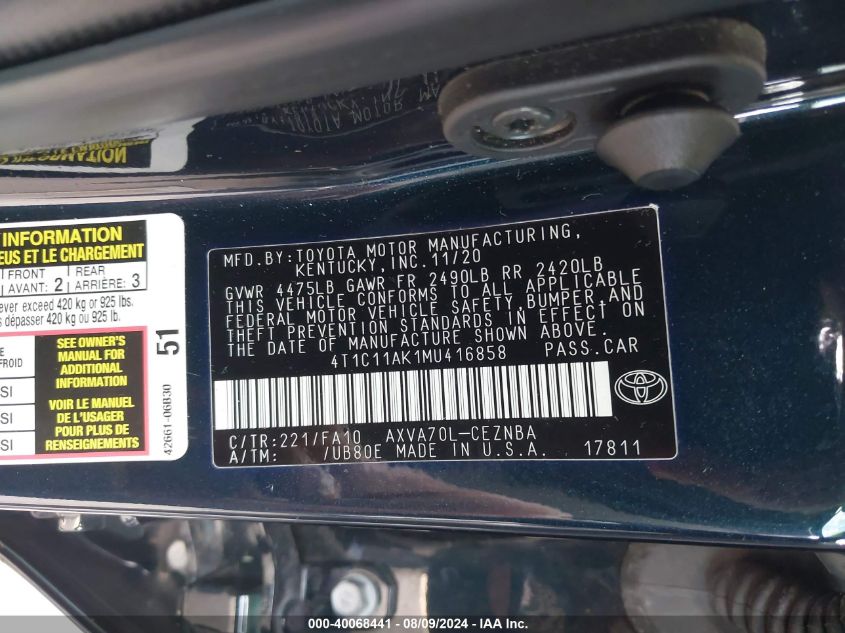 TOYOTA MOTOR
INFORMATION
EUS ET LE CHARGEMENT
FRONT 2 REAR 3
AVANT: ARRIÈRE:
ever exceed 420 kg or 925 lbs.
dépasser 420 kg ou 925 lb.
FROID
SEE OWNER'S
MANUAL FOR
ADDITIONAL
INFORMATION
VOIR LE MANUEL
DE L'USAGER
POUR PLUS DE
RENSEIGNEMENTS
51
42661-06B30
MFD.BY:TOYOTA MOTOR MANUFACTURING,
KENTUCKY, INC. 11/20
GVWR 4475LB GAWR FR 2490LB RR 2420LB
THIS VEHICLE CONFORMS TO ALL APPLICABLE
FEDERAL MOTOR VEHICLE SAFETY, BUMPER, AND
THEFT PREVENTION STANDARDS IN EFFECT ON
THE DATE OF MANUFACTURE SHOWN ABOVE.
4T1C11AK1MU416858 PASS.CAR
C/TR:221/FA10 AXVA70L-CEZNBA
A/TM: /UB80E MADE IN U.S.A. 17811
000-40068441 - 08/09/2024 - IAA Inc.